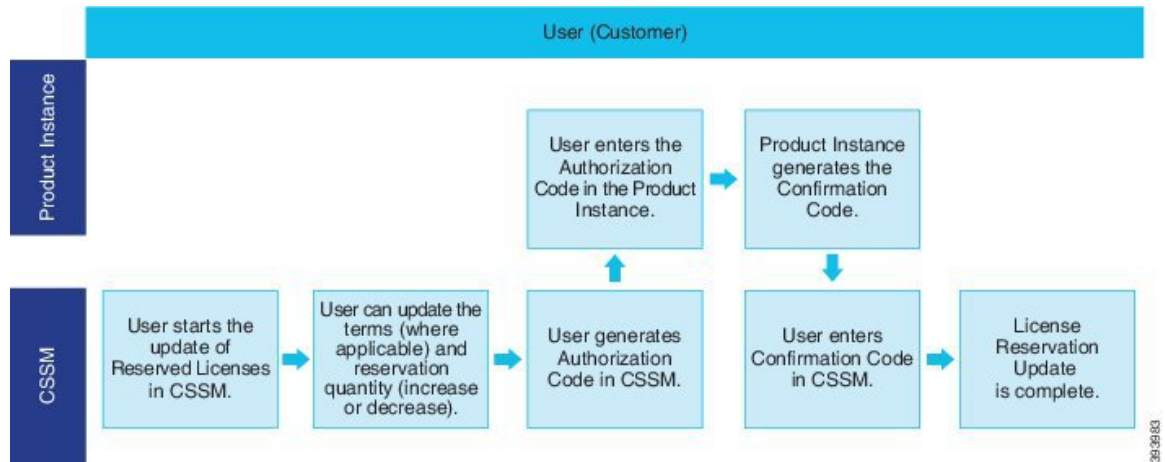 User (Customer)
Product Instance
User enters the
Authorization
Code in the Product
Instance.
Product Instance
generates the
Confirmation
Code.
CSSM
User starts the
update of
Reserved Licenses
in CSSM.
User can update the
terms (where
applicable) and
reservation
quantity (increase
or decrease).
User generates
Authorization
Code in CSSM.
User enters
Confirmation Code
in CSSM.
License
Reservation
Update
is complete.
393983